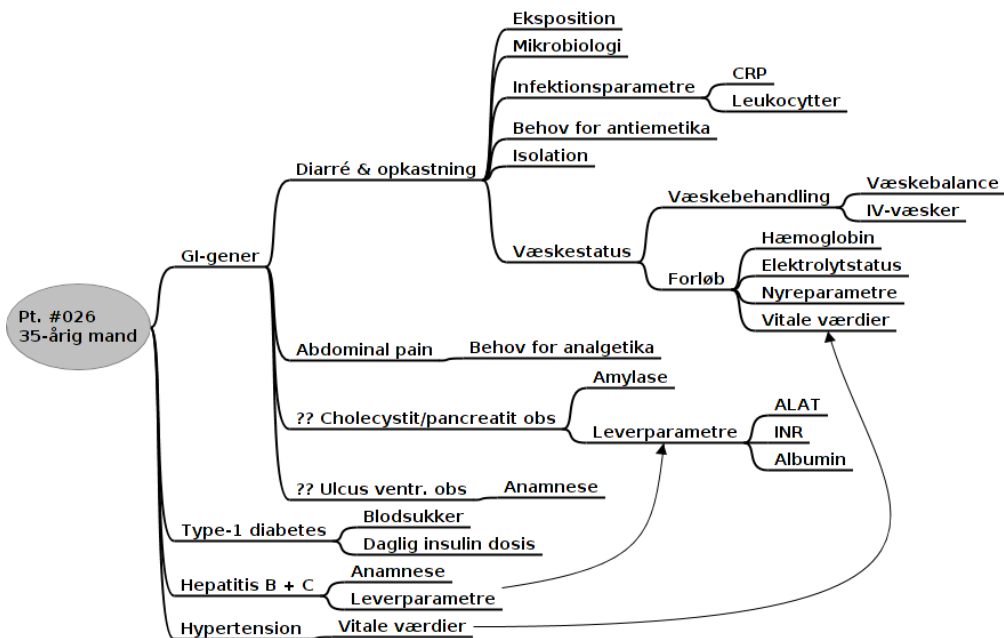 Pt. #026
35-årig mand
GI-gener
Diarré & opkastning
Eksposition
Mikrobiologi
Infektionsparametre
CRP
Leukocytter
Behov for antiemetika
Isolation
Væskestatus
Væskebehandling
Væskebalance
IV-væsker
Forløb
Hæmoglobin
Elektrolytstatus
Nyreparametre
Vitale værdier
Abdominal pain
Behov for analgetika
?? Cholecystit/pancreatit obs
Amylase
Leverparametre
ALAT
INR
Albumin
?? Ulcus ventr. obs
Anamnese
Type-1 diabetes
Blodsukker
Daglig insulin dosis
Hepatitis B + C
Anamnese
Leverparametre
Hypertension
Vitale værdier